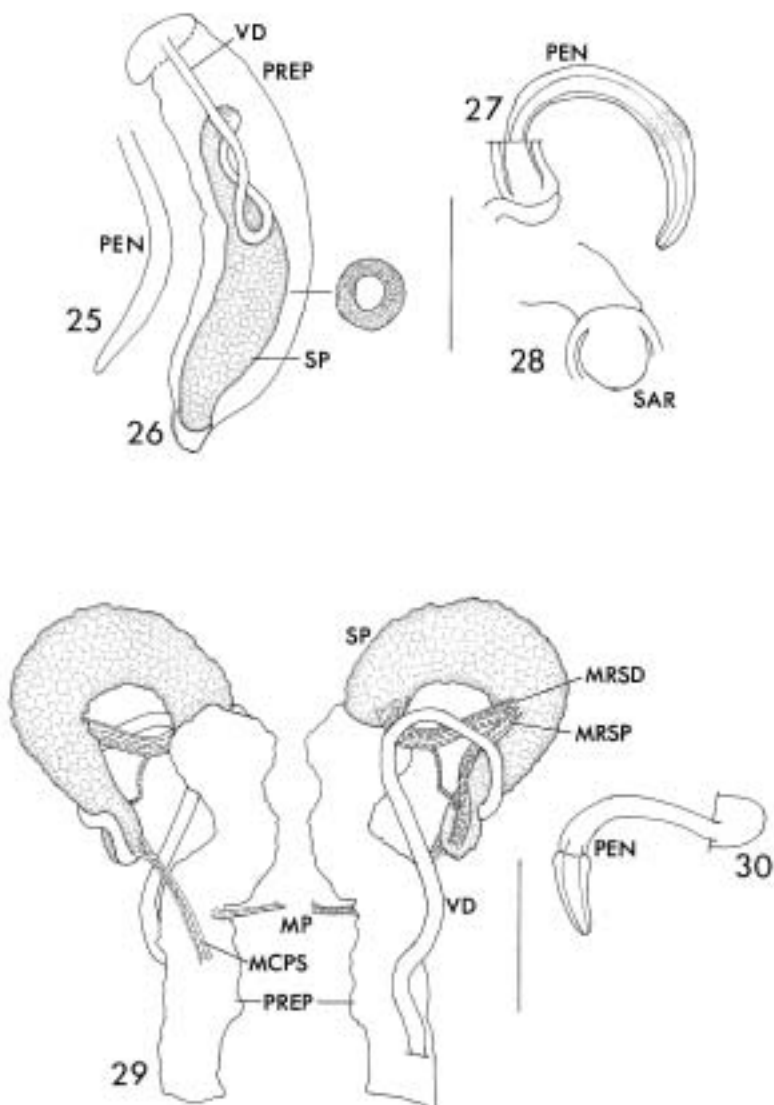 VD
PREP
PEN
27
PEN
25
SP
28
SAR
26
SP
MRSD
MRSP
PEN
30
VD
MP
MCPS
PREP
29